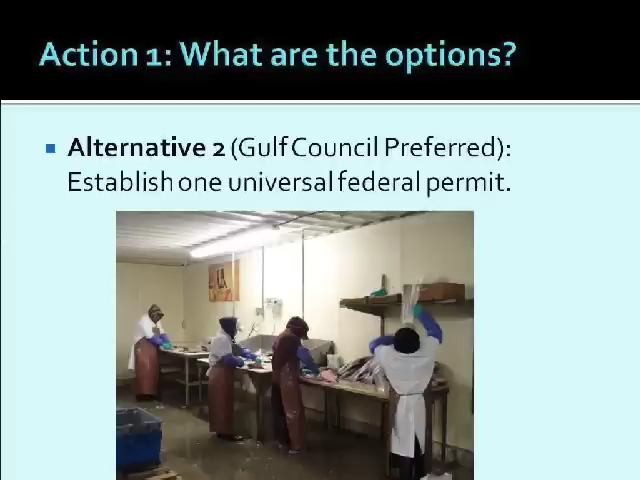 Action 1: What are the options?
Alternative 2 (Gulf Council Preferred):
Establish one universal federal permit.